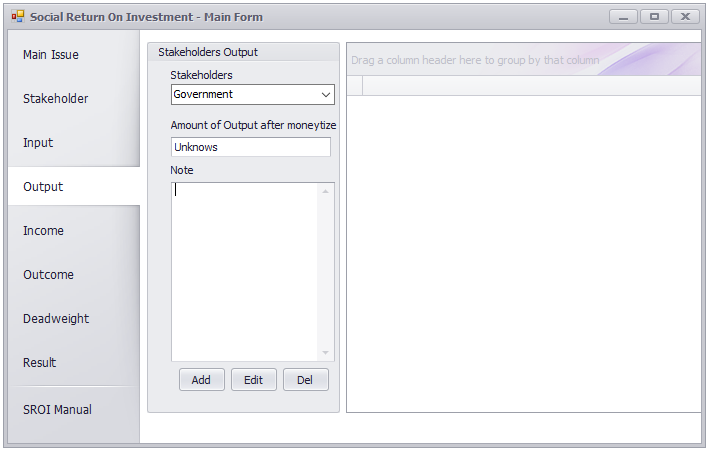 Social Return On Investment - Main Form
Main Issue
Stakeholder
Input
Output
Income
Outcome
Deadweight
Result
SROI Manual
Stakeholders Output
Stakeholders
Government
Amount of Output after moneytize
Unknows
Note
Add Edit Del
Drag a column header here to group by that column